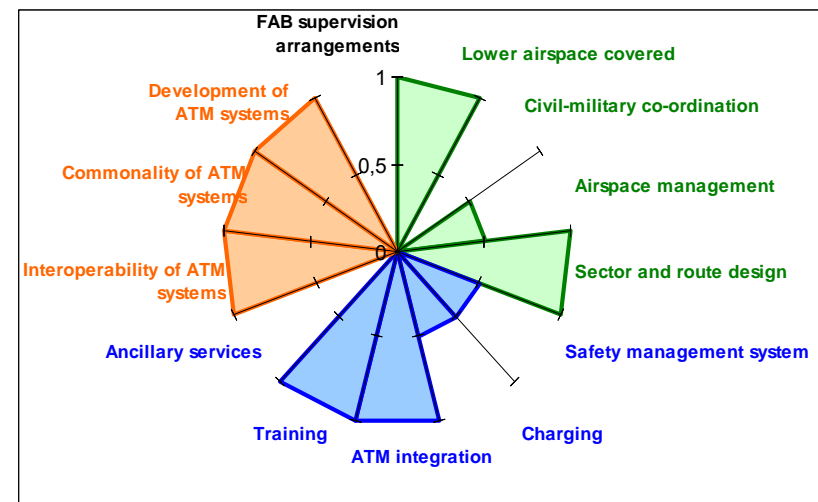 FAB supervision
arrangements
Lower airspace covered
Civil-military co-ordination
Airspace management
Sector and route design
Safety management system
Charging
ATM integration
Training
Ancillary services
Interoperability of ATM
systems
Commonality of ATM
systems
Development of
ATM systems
1
0,5
0